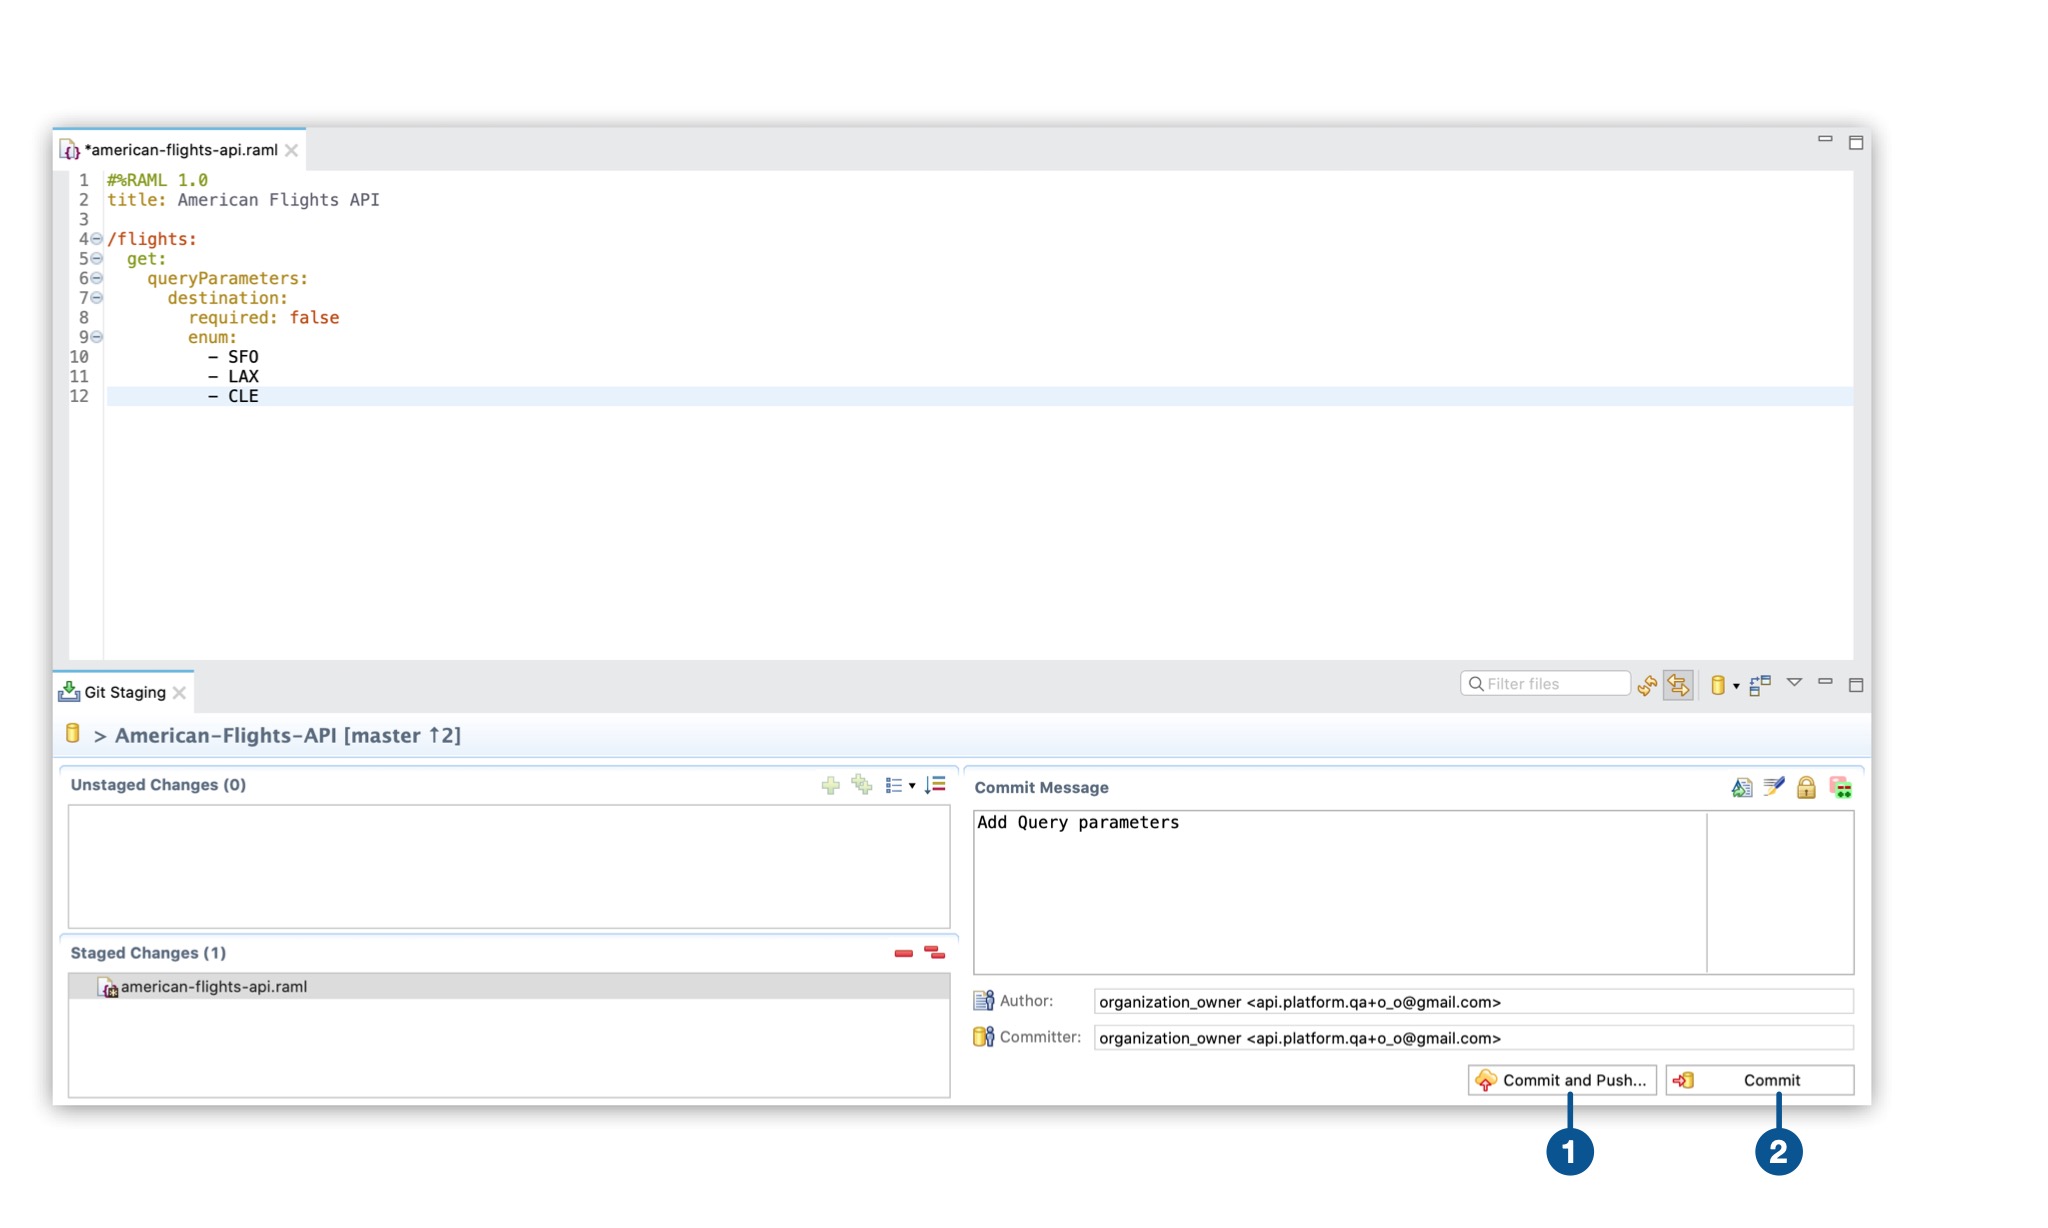 *american-flights-api.raml
1 #%RAML 1.0
2 title: American Flights API
3
4 /flights:
5 get:
6 queryParameters:
7 destination:
8 required: false
9 enum:
10 - SFO
11 - LAX
12 - CLE
Git Staging
Filter files
> American-Flights-API [master ↑2]
Unstaged Changes (0)
Commit Message
Add Query parameters
Staged Changes (1)
american-flights-api.raml
Author: organization_owner <api.platform.qa+o_o@gmail.com>
Committer: organization_owner <api.platform.qa+o_o@gmail.com>
Commit and Push... Commit
1 2